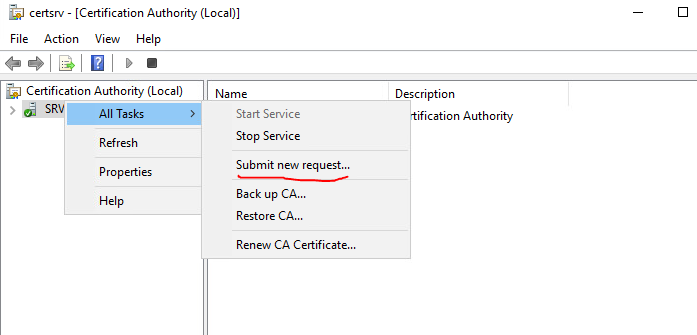 certsrv - [Certification Authority (Local)]
File Action View Help
Certification Authority (Local)
Name Description
SRV
All Tasks
Refresh
Properties
Help
Start Service
Stop Service
Submit new request...
Back up CA...
Restore CA...
Renew CA Certificate...
Authority